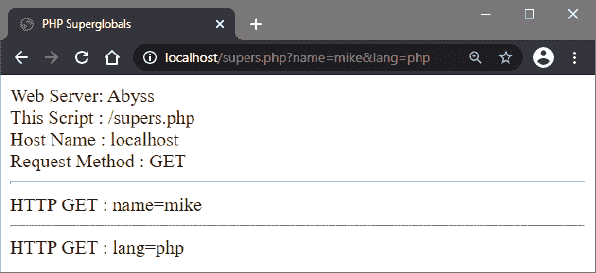 PHP Superglobals
localhost/supers.php?name=mike&lang=php
Web Server: Abyss
This Script : /supers.php
Host Name : localhost
Request Method : GET
HTTP GET : name=mike
HTTP GET : lang=php